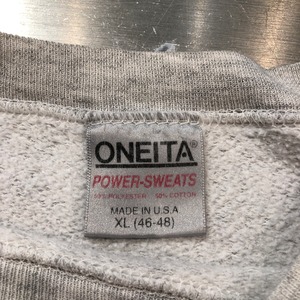 ONEITA
POWER-SWEATS
50% POLYESTER 50% COTTON
MADE IN U.S.A
XL (46-48)